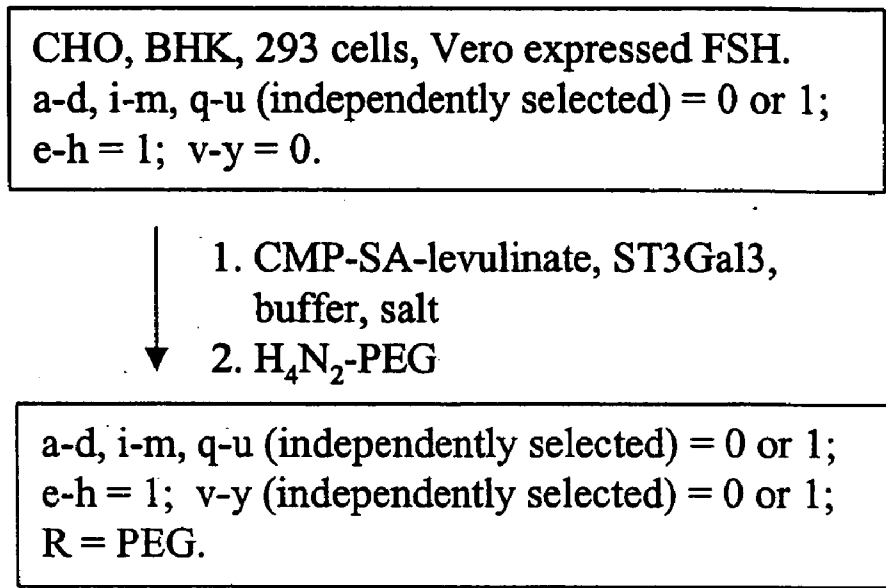 CHO, BHK, 293 cells, Vero expressed FSH.
a-d, i-m, q-u (independently selected) = 0 or 1;
e-h = 1; v-y = 0.
1. CMP-SA-levulinate, ST3Gal3,
buffer, salt
2. H₄N₂-PEG
a-d, i-m, q-u (independently selected) = 0 or 1;
e-h = 1; v-y (independently selected) = 0 or 1;
R = PEG.